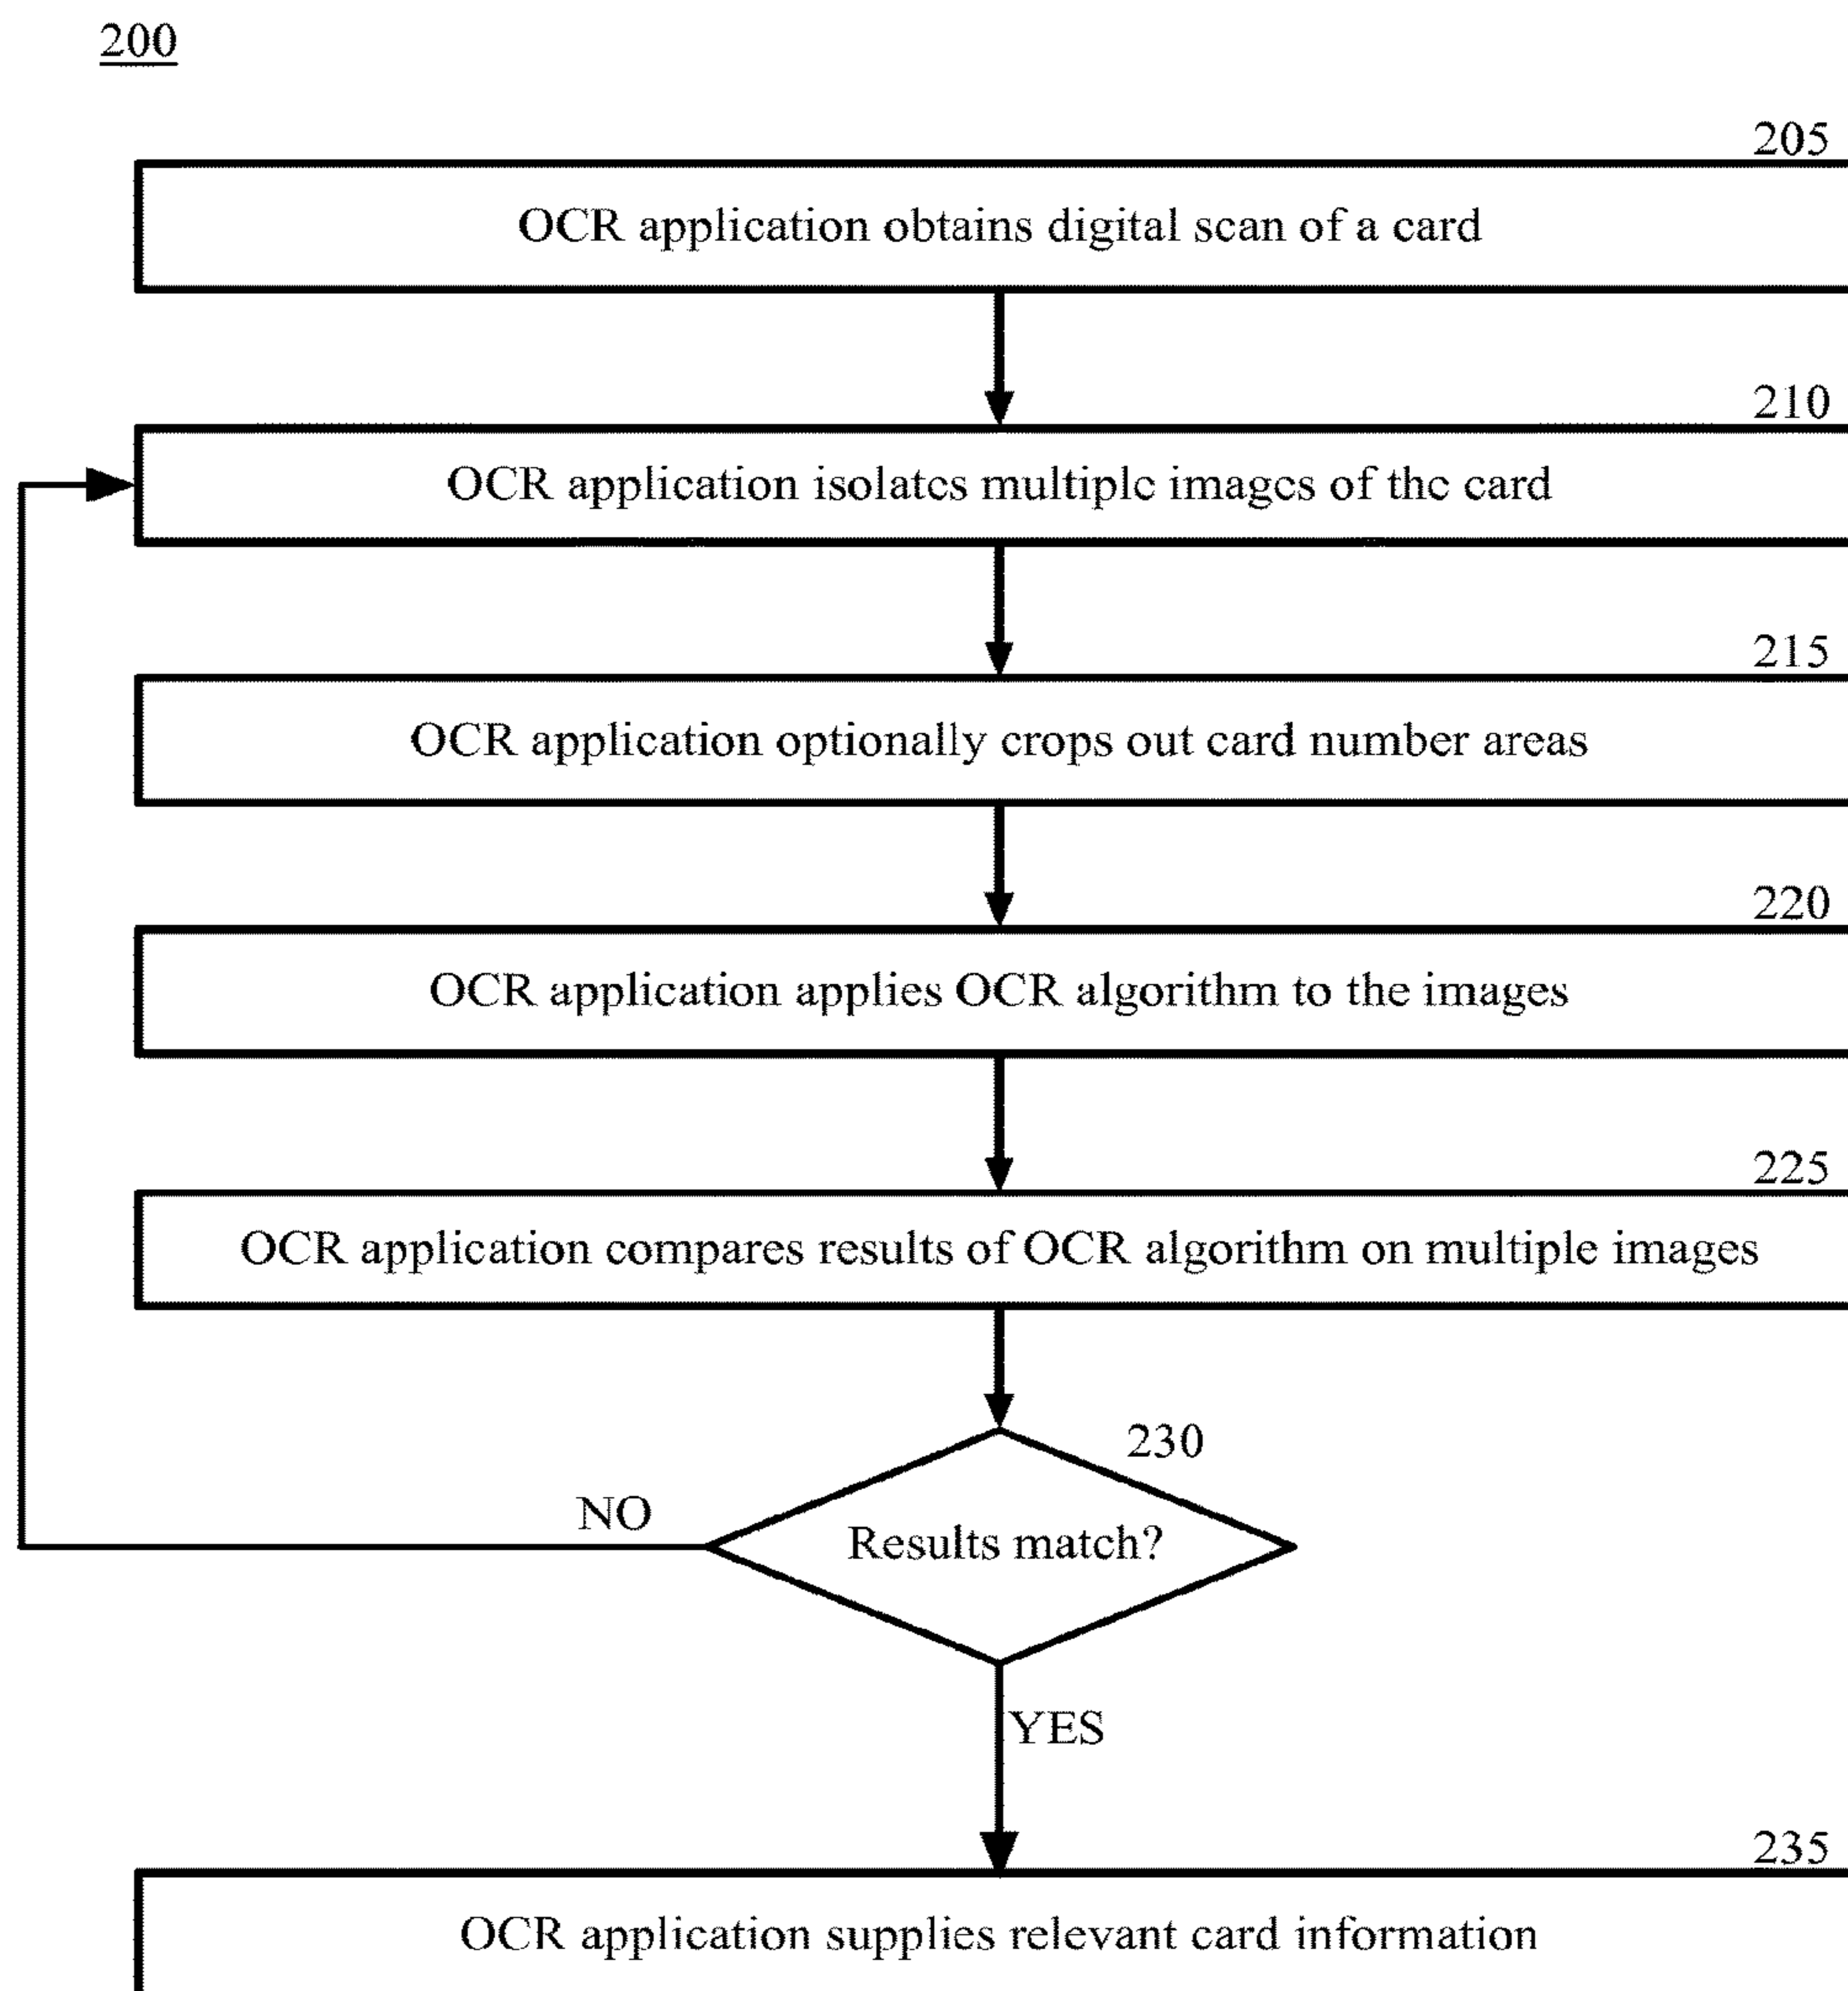 200
205
OCR application obtains digital scan of a card
210
OCR application isolates multiple images of the card
215
OCR application optionally crops out card number areas
220
OCR application applies OCR algorithm to the images
225
OCR application compares results of OCR algorithm on multiple images
230
NO
Results match?
YES
235
OCR application supplies relevant card information